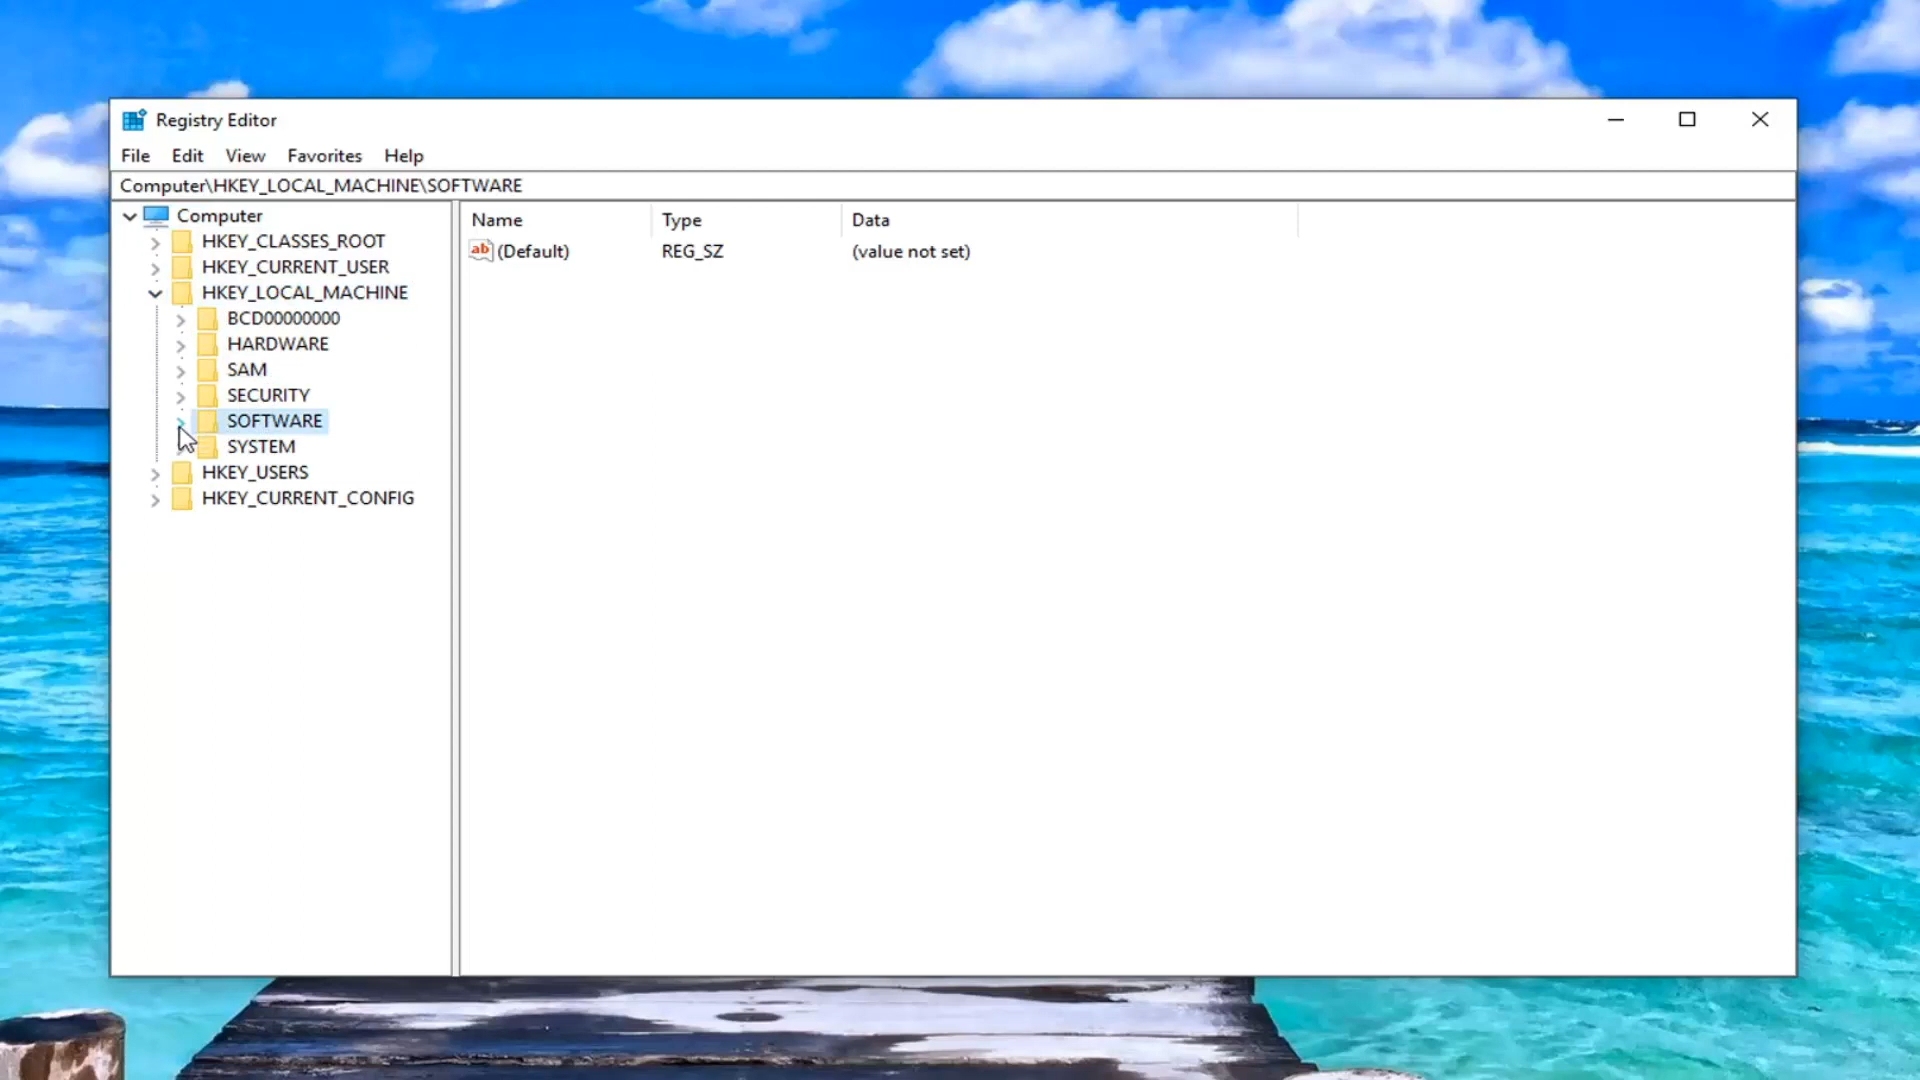 Registry Editor
File Edit View Favorites Help
Computer\HKEY_LOCAL_MACHINE\SOFTWARE
Computer
HKEY_CLASSES_ROOT
HKEY_CURRENT_USER
HKEY_LOCAL_MACHINE
BCD00000000
HARDWARE
SAM
SECURITY
SOFTWARE
SYSTEM
HKEY_USERS
HKEY_CURRENT_CONFIG
Name Type Data
ab (Default) REG_SZ (value not set)